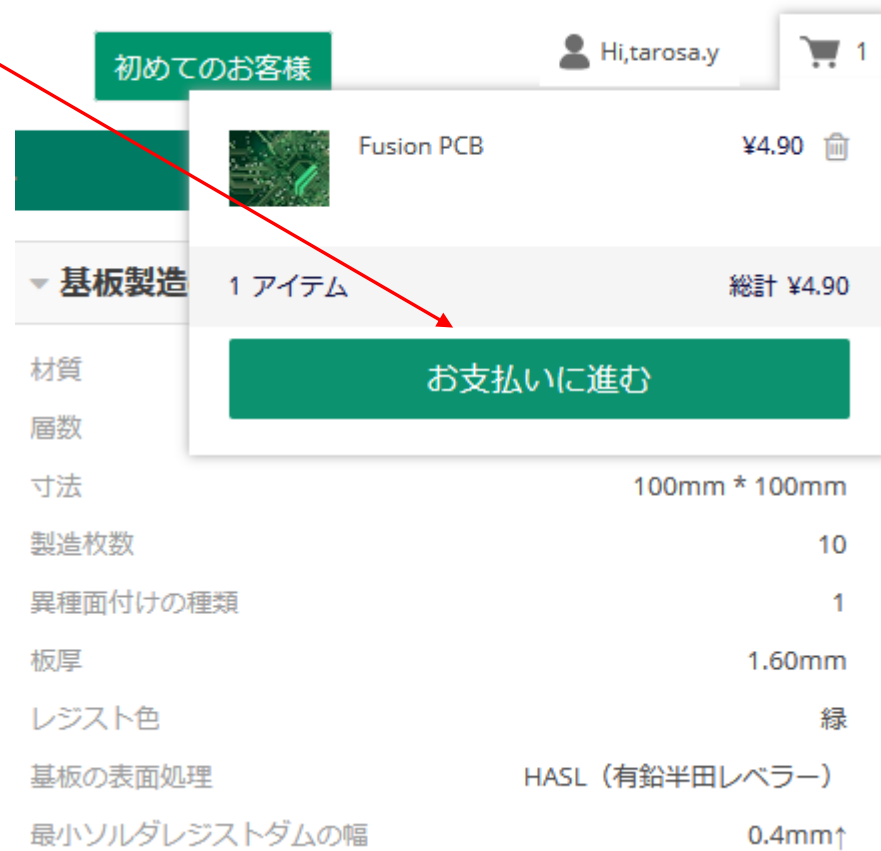 初めてのお客様
Hi,tarosa.y
1
Fusion PCB ¥4.90
1 アイテム 総計 ¥4.90
お支払いに進む
基板製造
材質
層数
寸法 100mm * 100mm
製造枚数 10
異種面付けの種類 1
板厚 1.60mm
レジスト色 緑
基板の表面処理 HASL（有鉛半田レベラー）
最小ソルダレジストダムの幅 0.4mm↑